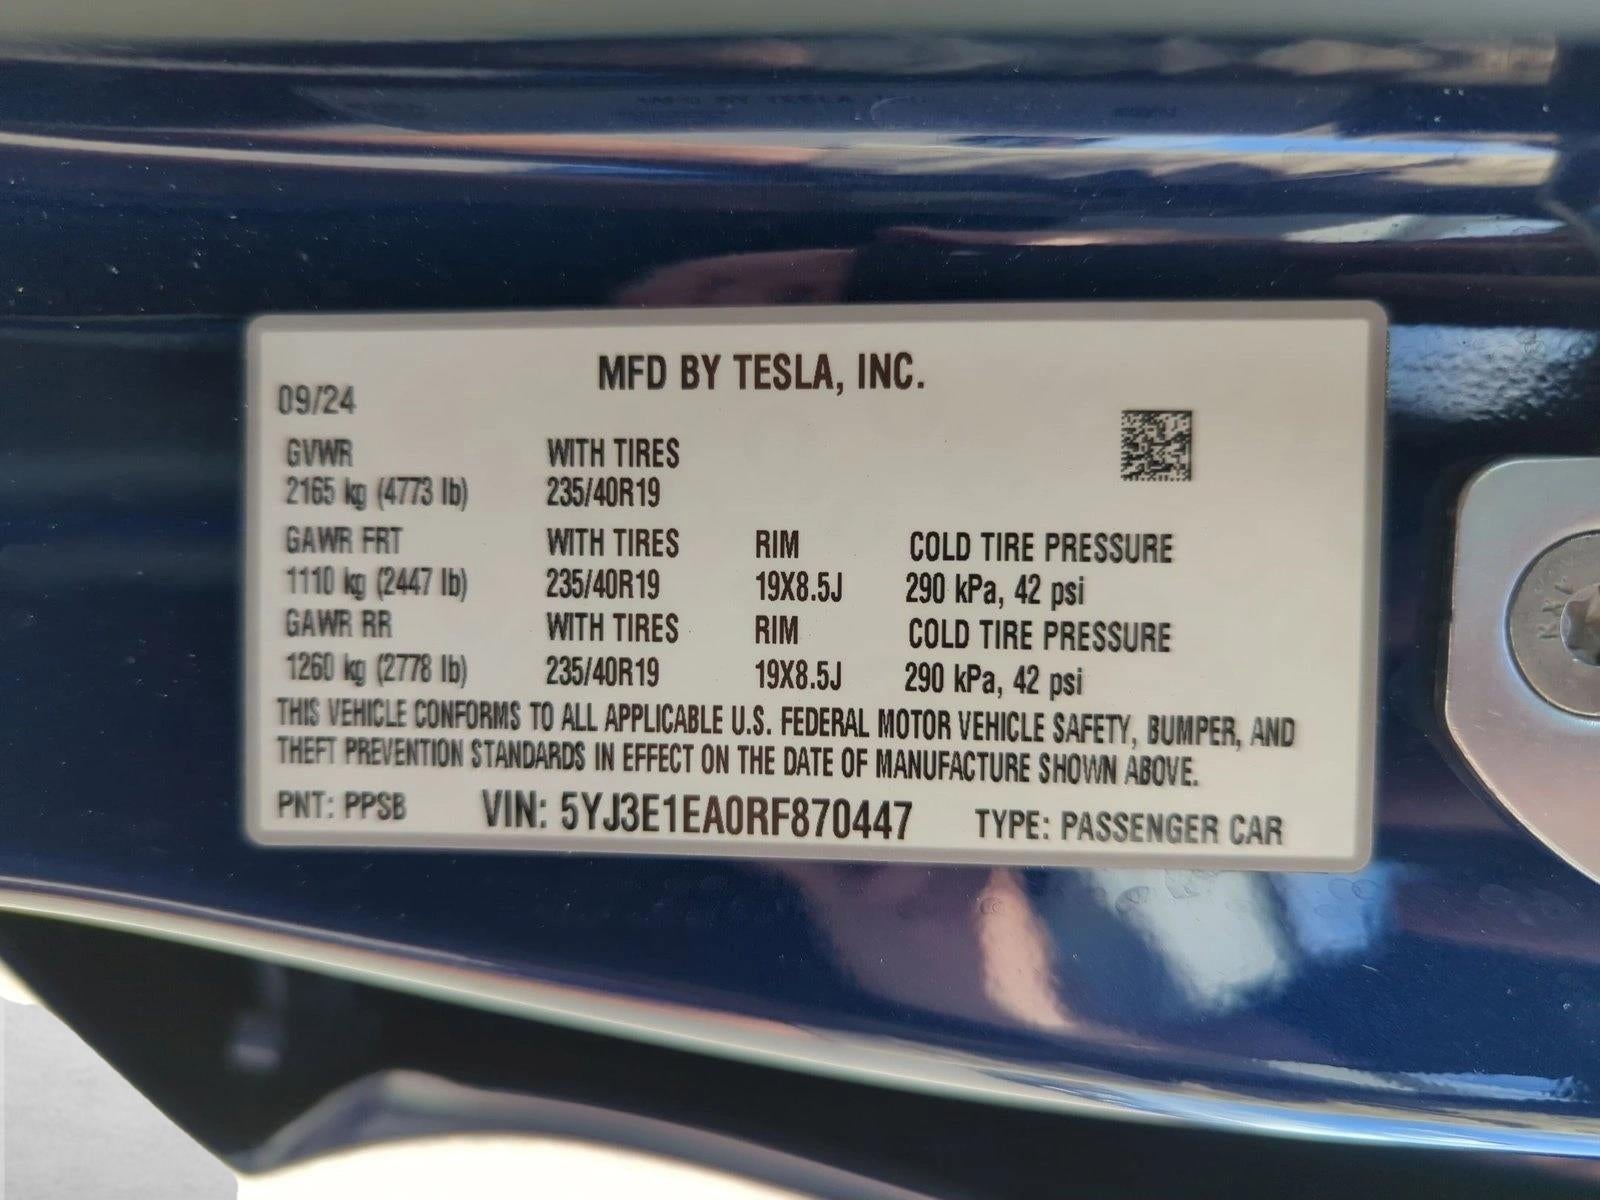 MFD BY TESLA, INC.
09/24
GVWR WITH TIRES
2165 kg (4773 lb) 235/40R19
GAWR FRT WITH TIRES RIM COLD TIRE PRESSURE
1110 kg (2447 lb) 235/40R19 19X8.5J 290 kPa, 42 psi
GAWR RR WITH TIRES RIM COLD TIRE PRESSURE
1260 kg (2778 lb) 235/40R19 19X8.5J 290 kPa, 42 psi
THIS VEHICLE CONFORMS TO ALL APPLICABLE U.S. FEDERAL MOTOR VEHICLE SAFETY, BUMPER, AND
THEFT PREVENTION STANDARDS IN EFFECT ON THE DATE OF MANUFACTURE SHOWN ABOVE.
PNT: PPSB VIN: 5YJ3E1EA0RF870447 TYPE: PASSENGER CAR